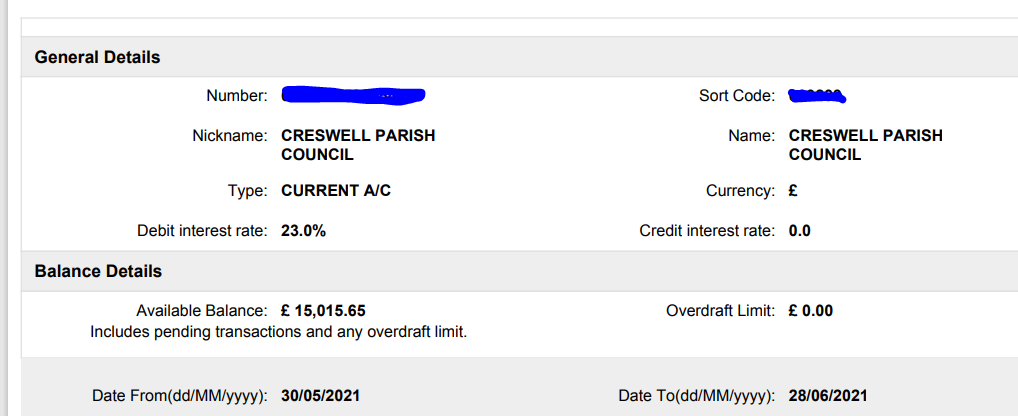 General Details
Number: Sort Code:
Nickname: CRESWELL PARISH Name: CRESWELL PARISH
COUNCIL COUNCIL
Type: CURRENT A/C Currency: £
Debit interest rate: 23.0% Credit interest rate: 0.0
Balance Details
Available Balance: £ 15,015.65 Overdraft Limit: £ 0.00
Includes pending transactions and any overdraft limit.
Date From(dd/MM/yyyy): 30/05/2021 Date To(dd/MM/yyyy): 28/06/2021